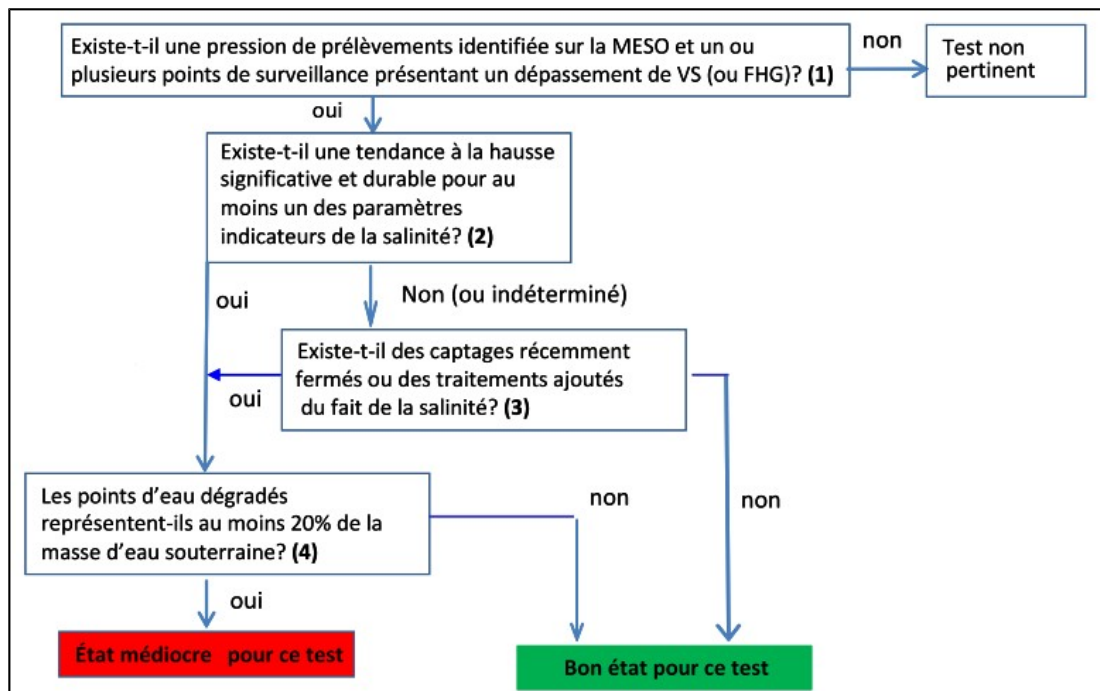 Existe-t-il une pression de prélèvements identifiée sur la MESO et un ou
plusieurs points de surveillance présentant un dépassement de VS (ou FHG)? (1)
non
Test non
pertinent
oui
Existe-t-il une tendance à la hausse
significative et durable pour au
moins un des paramètres
indicateurs de la salinité? (2)
oui
Non (ou indéterminé)
Existe-t-il des captages récemment
fermés ou des traitements ajoutés
du fait de la salinité? (3)
oui
non
Les points d'eau dégradés
représentent-ils au moins 20% de la
masse d'eau souterraine? (4)
non
oui
État médiocre pour ce test
Bon état pour ce test